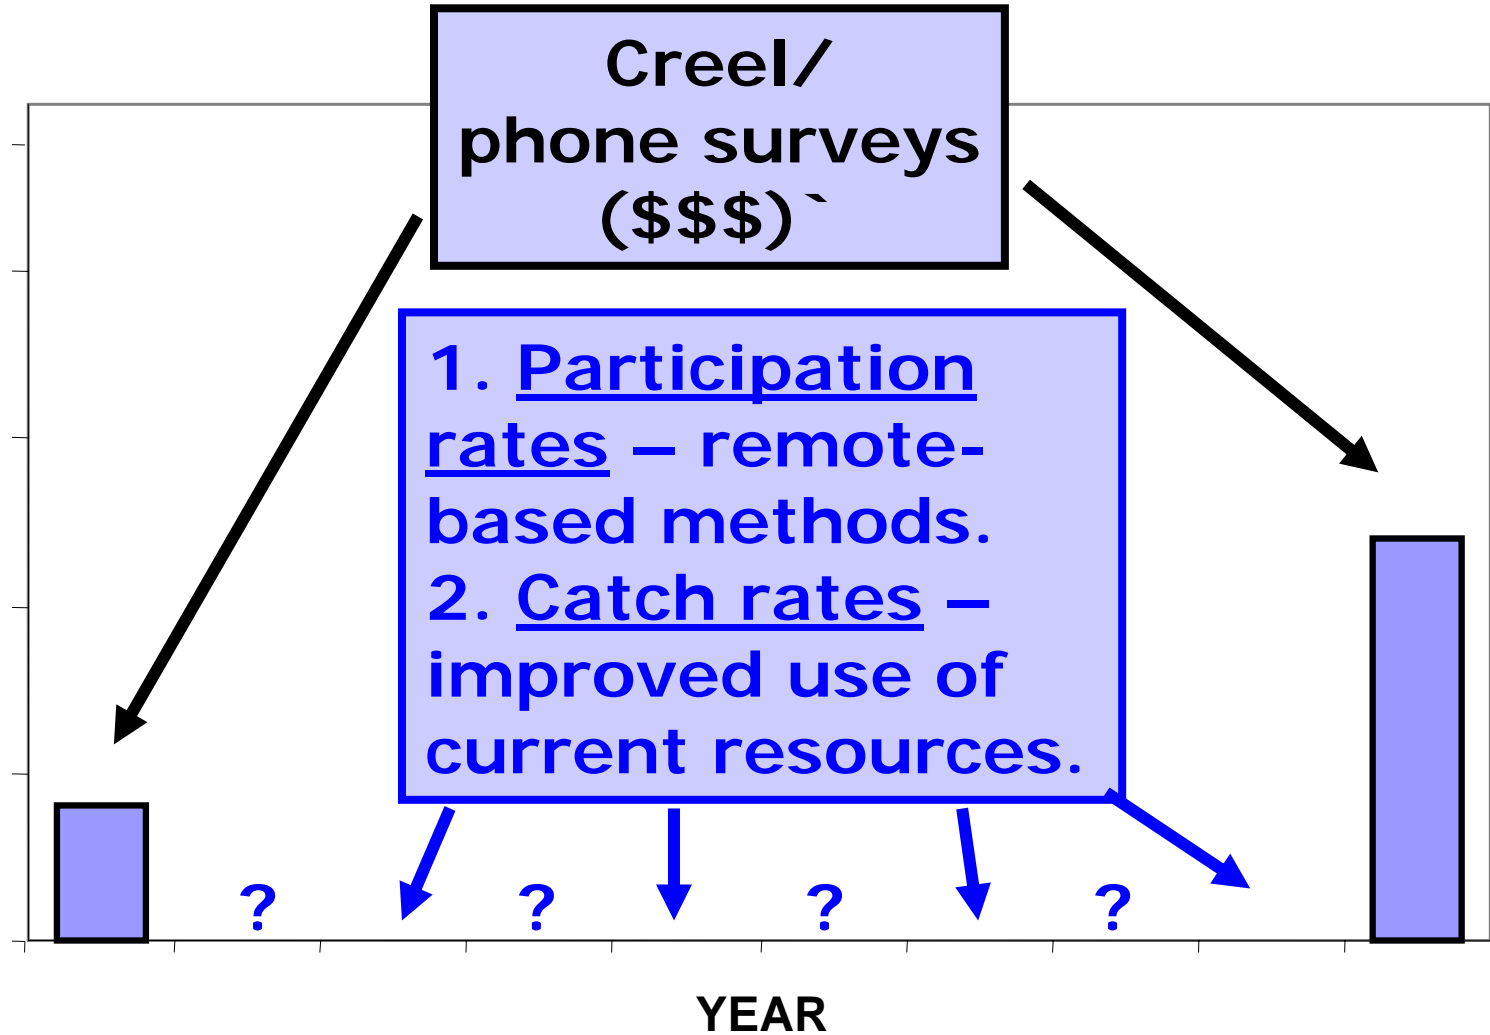 Creel/
phone surveys
($$$)`
1. Participation
rates – remote-
based methods.
2. Catch rates –
improved use of
current resources.
? ? ? ?
YEAR